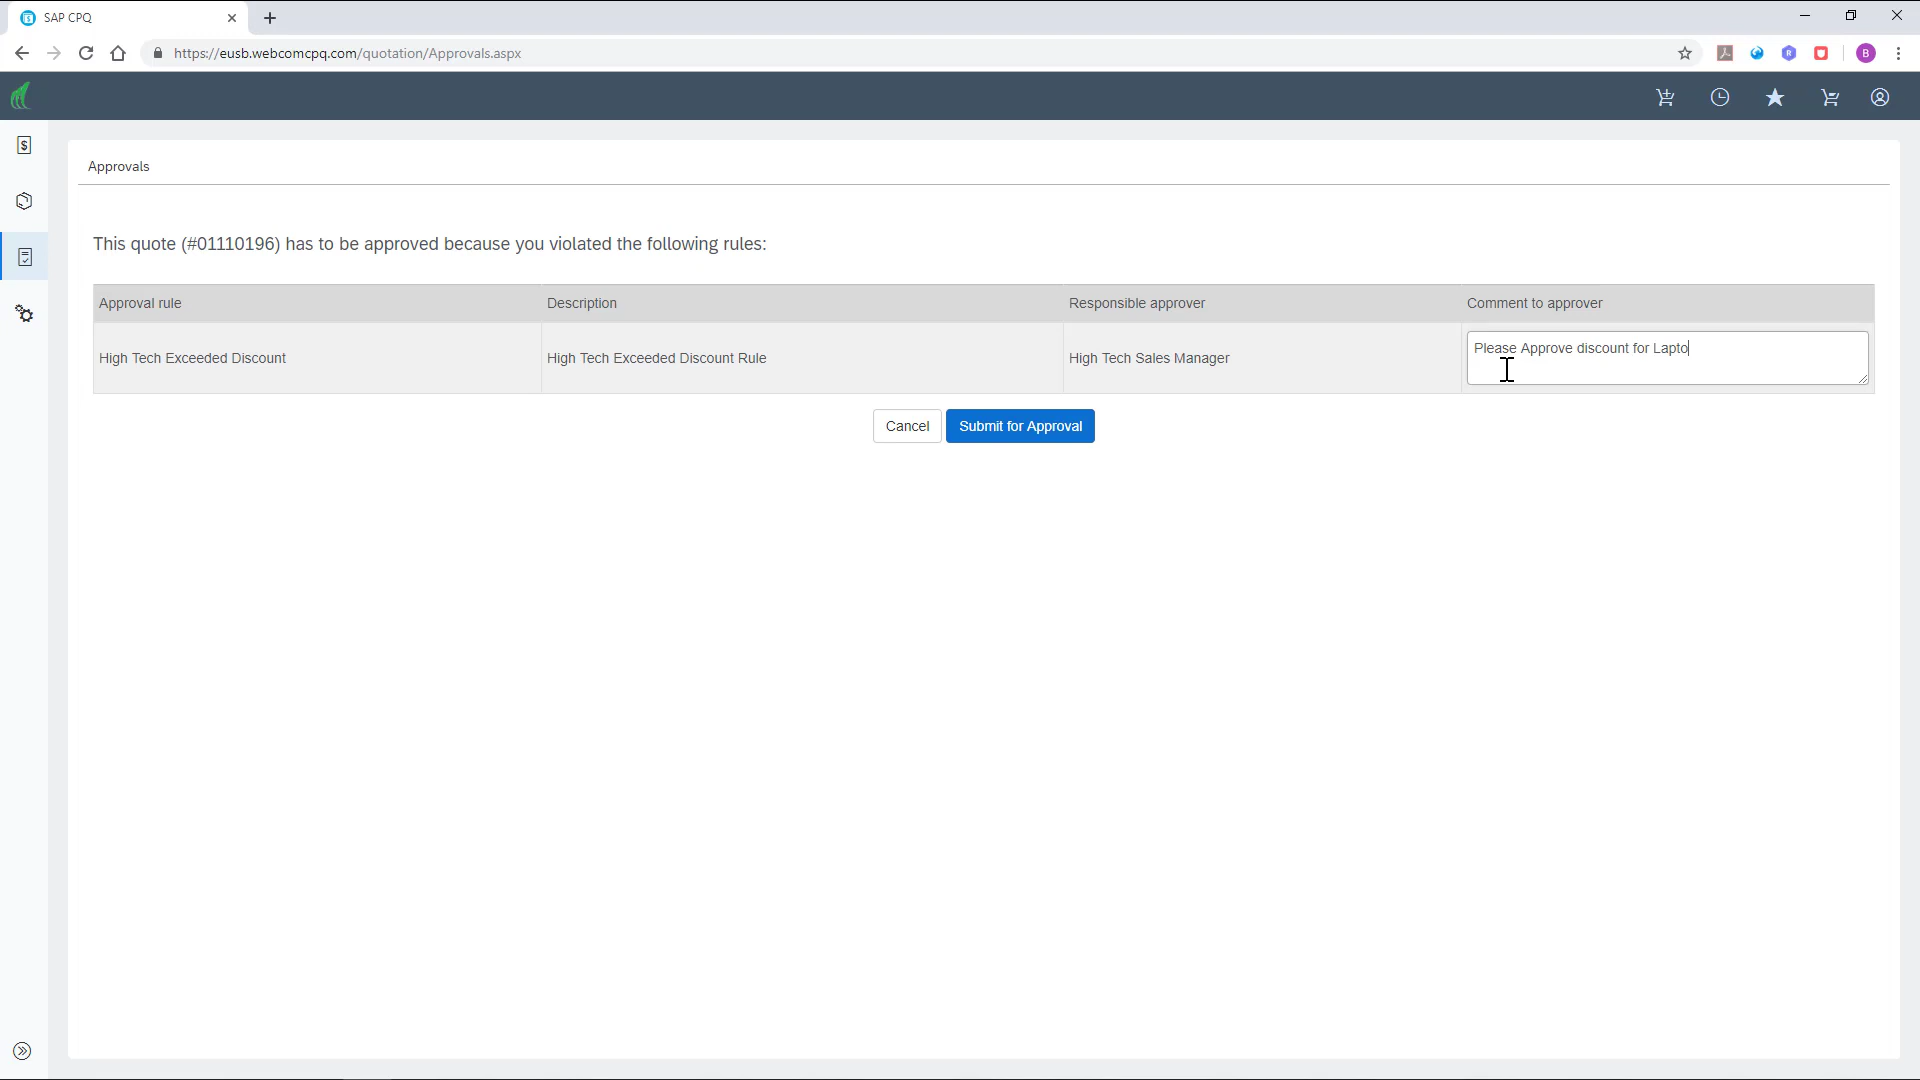 SAP CPQ
https://eusb.webcomcpq.com/quotation/Approvals.aspx
B
Approvals
This quote (#01110196) has to be approved because you violated the following rules:
Approval rule Description Responsible approver Comment to approver
High Tech Exceeded Discount High Tech Exceeded Discount Rule High Tech Sales Manager Please Approve discount for Lapto
Cancel Submit for Approval